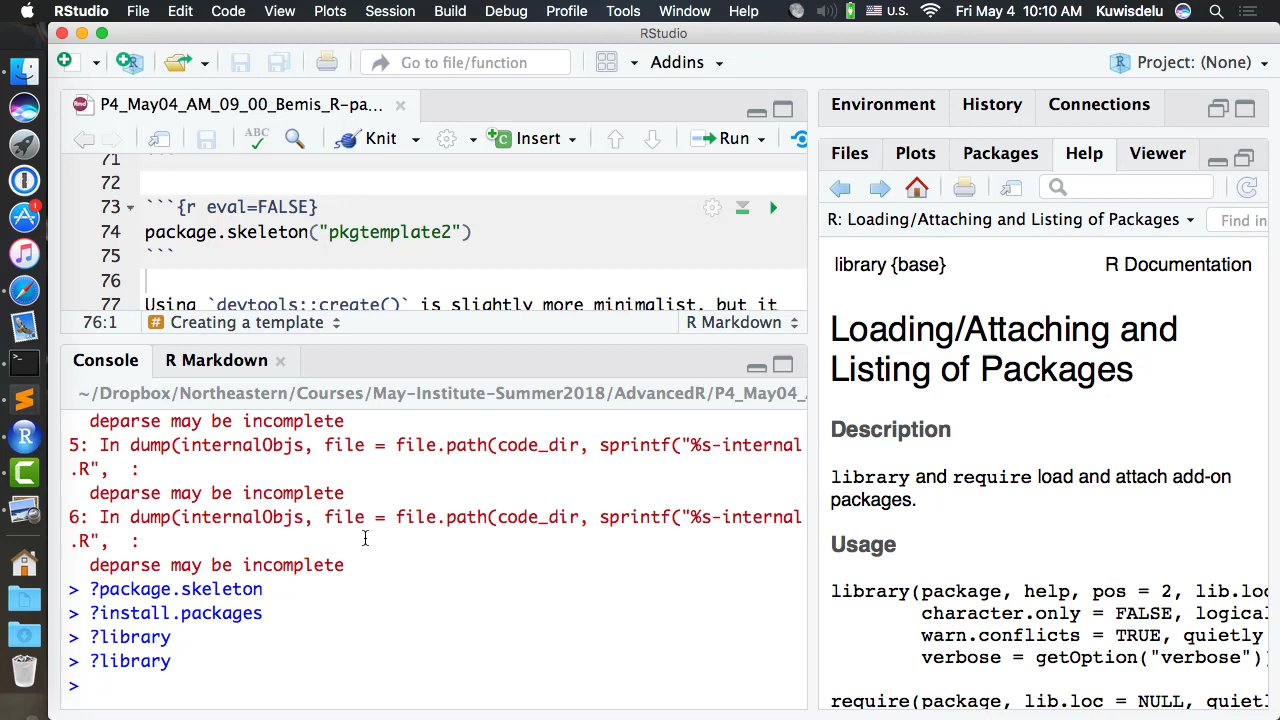 RStudio File Edit Code View Plots Session Build Debug Profile Tools Window Help U.S. Fri May 4 10:10 AM Kuwisdelu
RStudio
Go to file/function Addins Project: (None)
P4_May04_AM_09_00_Bemis_R-pa...
ABC Knit Insert Run
71 ```
72
73 ```{r eval=FALSE}
74 package.skeleton("pkgtemplate2")
75 ```
76
77 Using `devtools::create()` is slightly more minimalist, but it
76:1 # Creating a template R Markdown
Console R Markdown
~/Dropbox/Northeastern/Courses/May-Institute-Summer2018/AdvancedR/P4_May04_
deparse may be incomplete
5: In dump(internalObjs, file = file.path(code_dir, sprintf("%s-internal
.R", :
deparse may be incomplete
6: In dump(internalObjs, file = file.path(code_dir, sprintf("%s-internal
.R", :
deparse may be incomplete
> ?package.skeleton
> ?install.packages
> ?library
> ?library
>
Environment History Connections
Files Plots Packages Help Viewer
R: Loading/Attaching and Listing of Packages Find in
library {base} R Documentation
Loading/Attaching and
Listing of Packages
Description
library and require load and attach add-on
packages.
Usage
library(package, help, pos = 2, lib.loc
character.only = FALSE, logical
warn.conflicts = TRUE, quietly
verbose = getOption("verbose"))
require(package, lib.loc = NULL, quietl